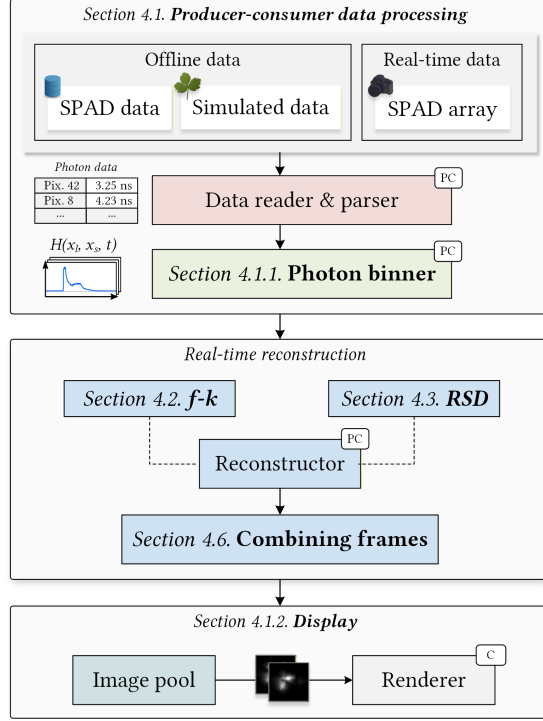 Section 4.1. Producer-consumer data processing
Offline data
Real-time data
SPAD data
Simulated data
SPAD array
Photon data
Pix. 42 3.25 ns
Pix. 8 4.23 ns
... ...
PC
Data reader & parser
H(xₗ, xₛ, t)
PC
Section 4.1.1. Photon binner
Real-time reconstruction
Section 4.2. f-k
Section 4.3. RSD
PC
Reconstructor
Section 4.6. Combining frames
Section 4.1.2. Display
C
Image pool
Renderer